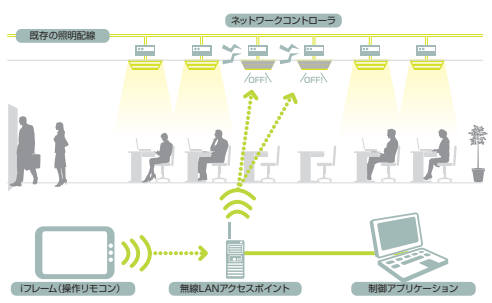 ネットワークコントローラ
既存の照明配線
OFF
OFF
iフレーム(操作リモコン)
無線LANアクセスポイント
制御アプリケーション